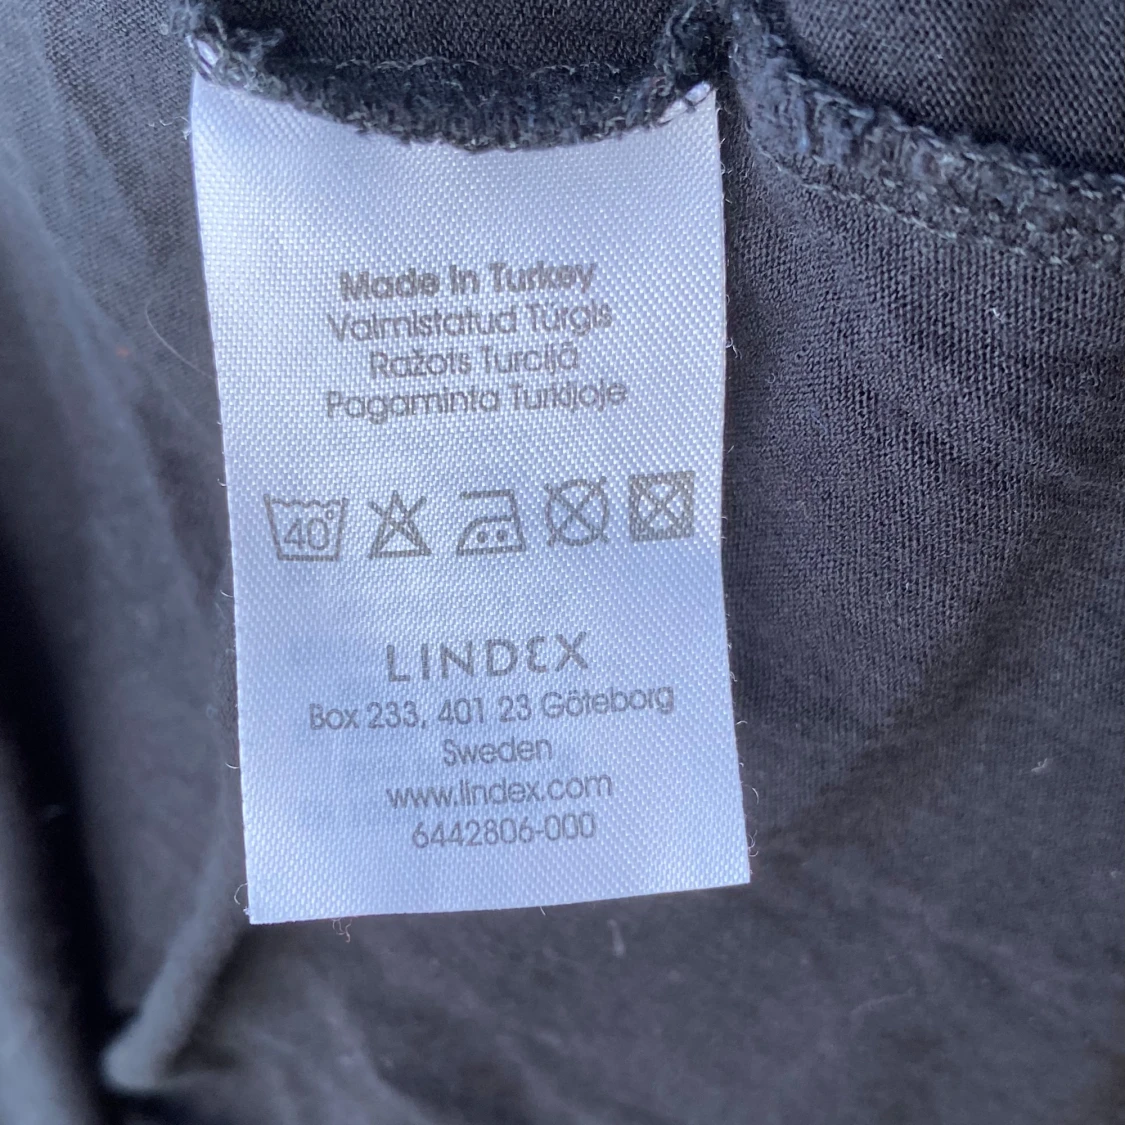 Made in Turkey
Valmistatud Türgis
Ražots Turcijā
Pagaminta Turkijoje
40°
LINDEX
Box 233, 401 23 Göteborg
Sweden
www.lindex.com
6442806-000